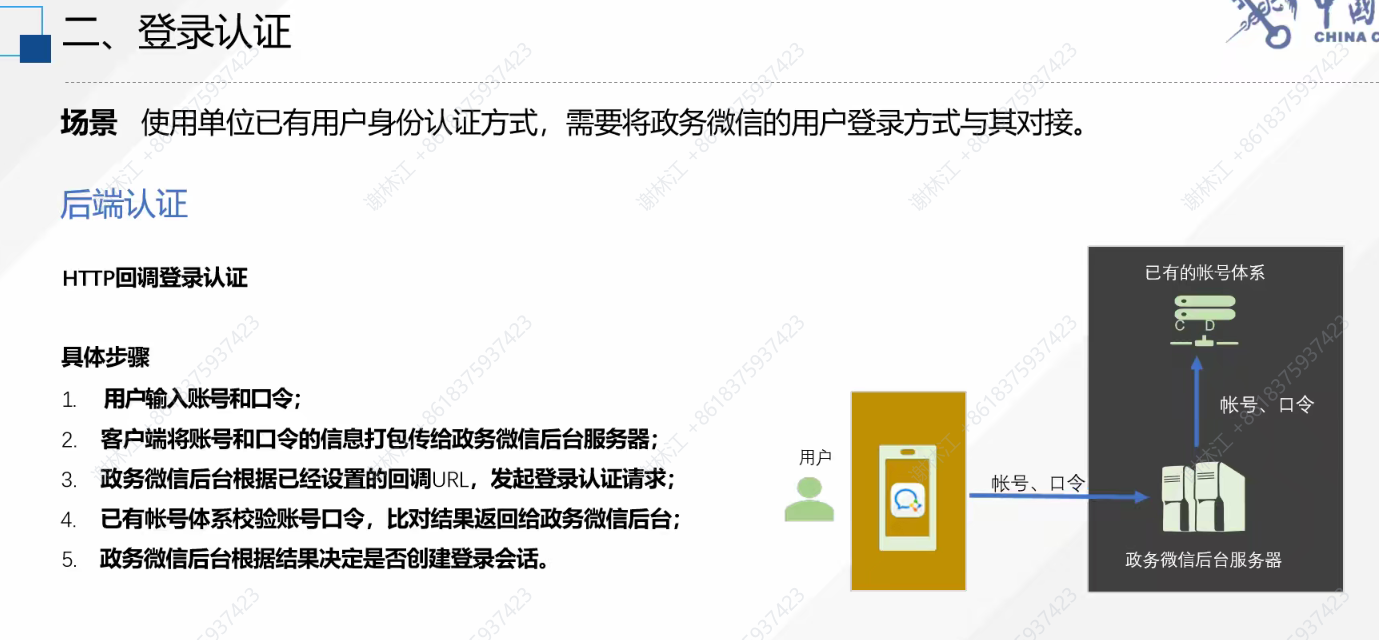 二、登录认证
中國
CHINA C
场景 使用单位已有用户身份认证方式，需要将政务微信的用户登录方式与其对接。
后端认证
HTTP回调登录认证
具体步骤
1. 用户输入账号和口令；
2. 客户端将账号和口令的信息打包传给政务微信后台服务器；
3. 政务微信后台根据已经设置的回调URL，发起登录认证请求；
4. 已有帐号体系校验账号口令，比对结果返回给政务微信后台；
5. 政务微信后台根据结果决定是否创建登录会话。
用户
帐号、口令
已有的帐号体系
C D
帐号、口令
政务微信后台服务器
谢林江 +8618375937423